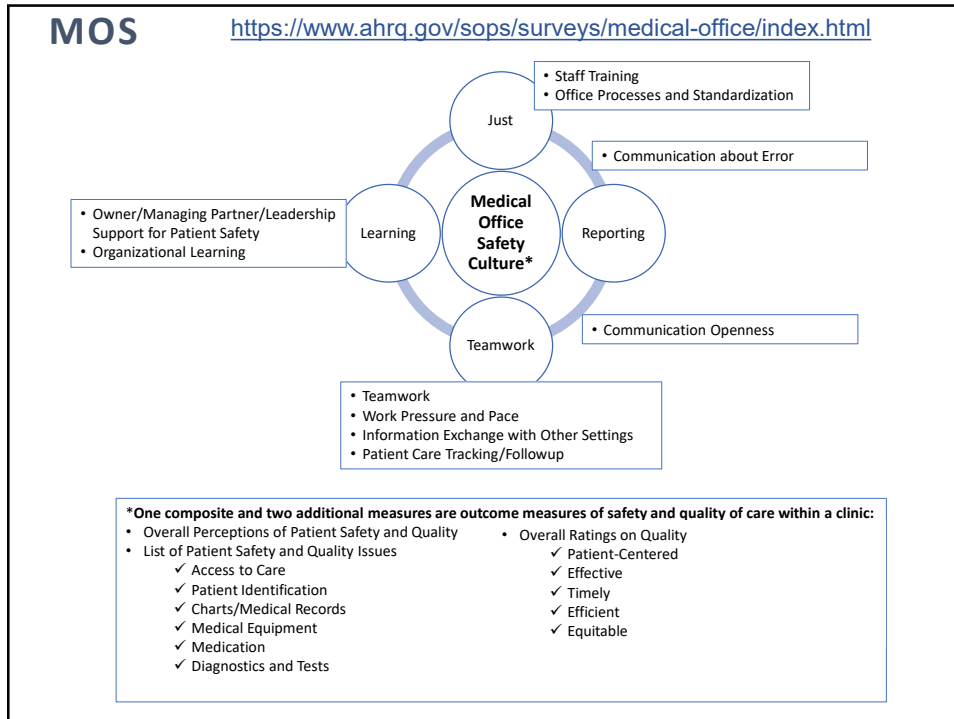 MOS
https://www.ahrq.gov/sops/surveys/medical-office/index.html
• Staff Training
• Office Processes and Standardization
Just
• Communication about Error
Medical
Office
Safety
Culture*
• Owner/Managing Partner/Leadership
Support for Patient Safety
• Organizational Learning
Learning
Reporting
• Communication Openness
Teamwork
• Teamwork
• Work Pressure and Pace
• Information Exchange with Other Settings
• Patient Care Tracking/Followup
*One composite and two additional measures are outcome measures of safety and quality of care within a clinic:
• Overall Perceptions of Patient Safety and Quality
• List of Patient Safety and Quality Issues
✓ Access to Care
✓ Patient Identification
✓ Charts/Medical Records
✓ Medical Equipment
✓ Medication
✓ Diagnostics and Tests
• Overall Ratings on Quality
✓ Patient-Centered
✓ Effective
✓ Timely
✓ Efficient
✓ Equitable